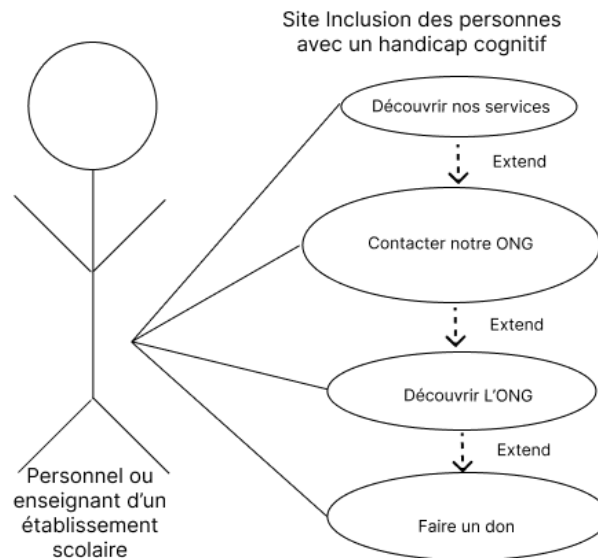 Site Inclusion des personnes
avec un handicap cognitif
Découvrir nos services
Extend
Contacter notre ONG
Extend
Découvrir L'ONG
Extend
Faire un don
Personnel ou
enseignant d'un
établissement
scolaire